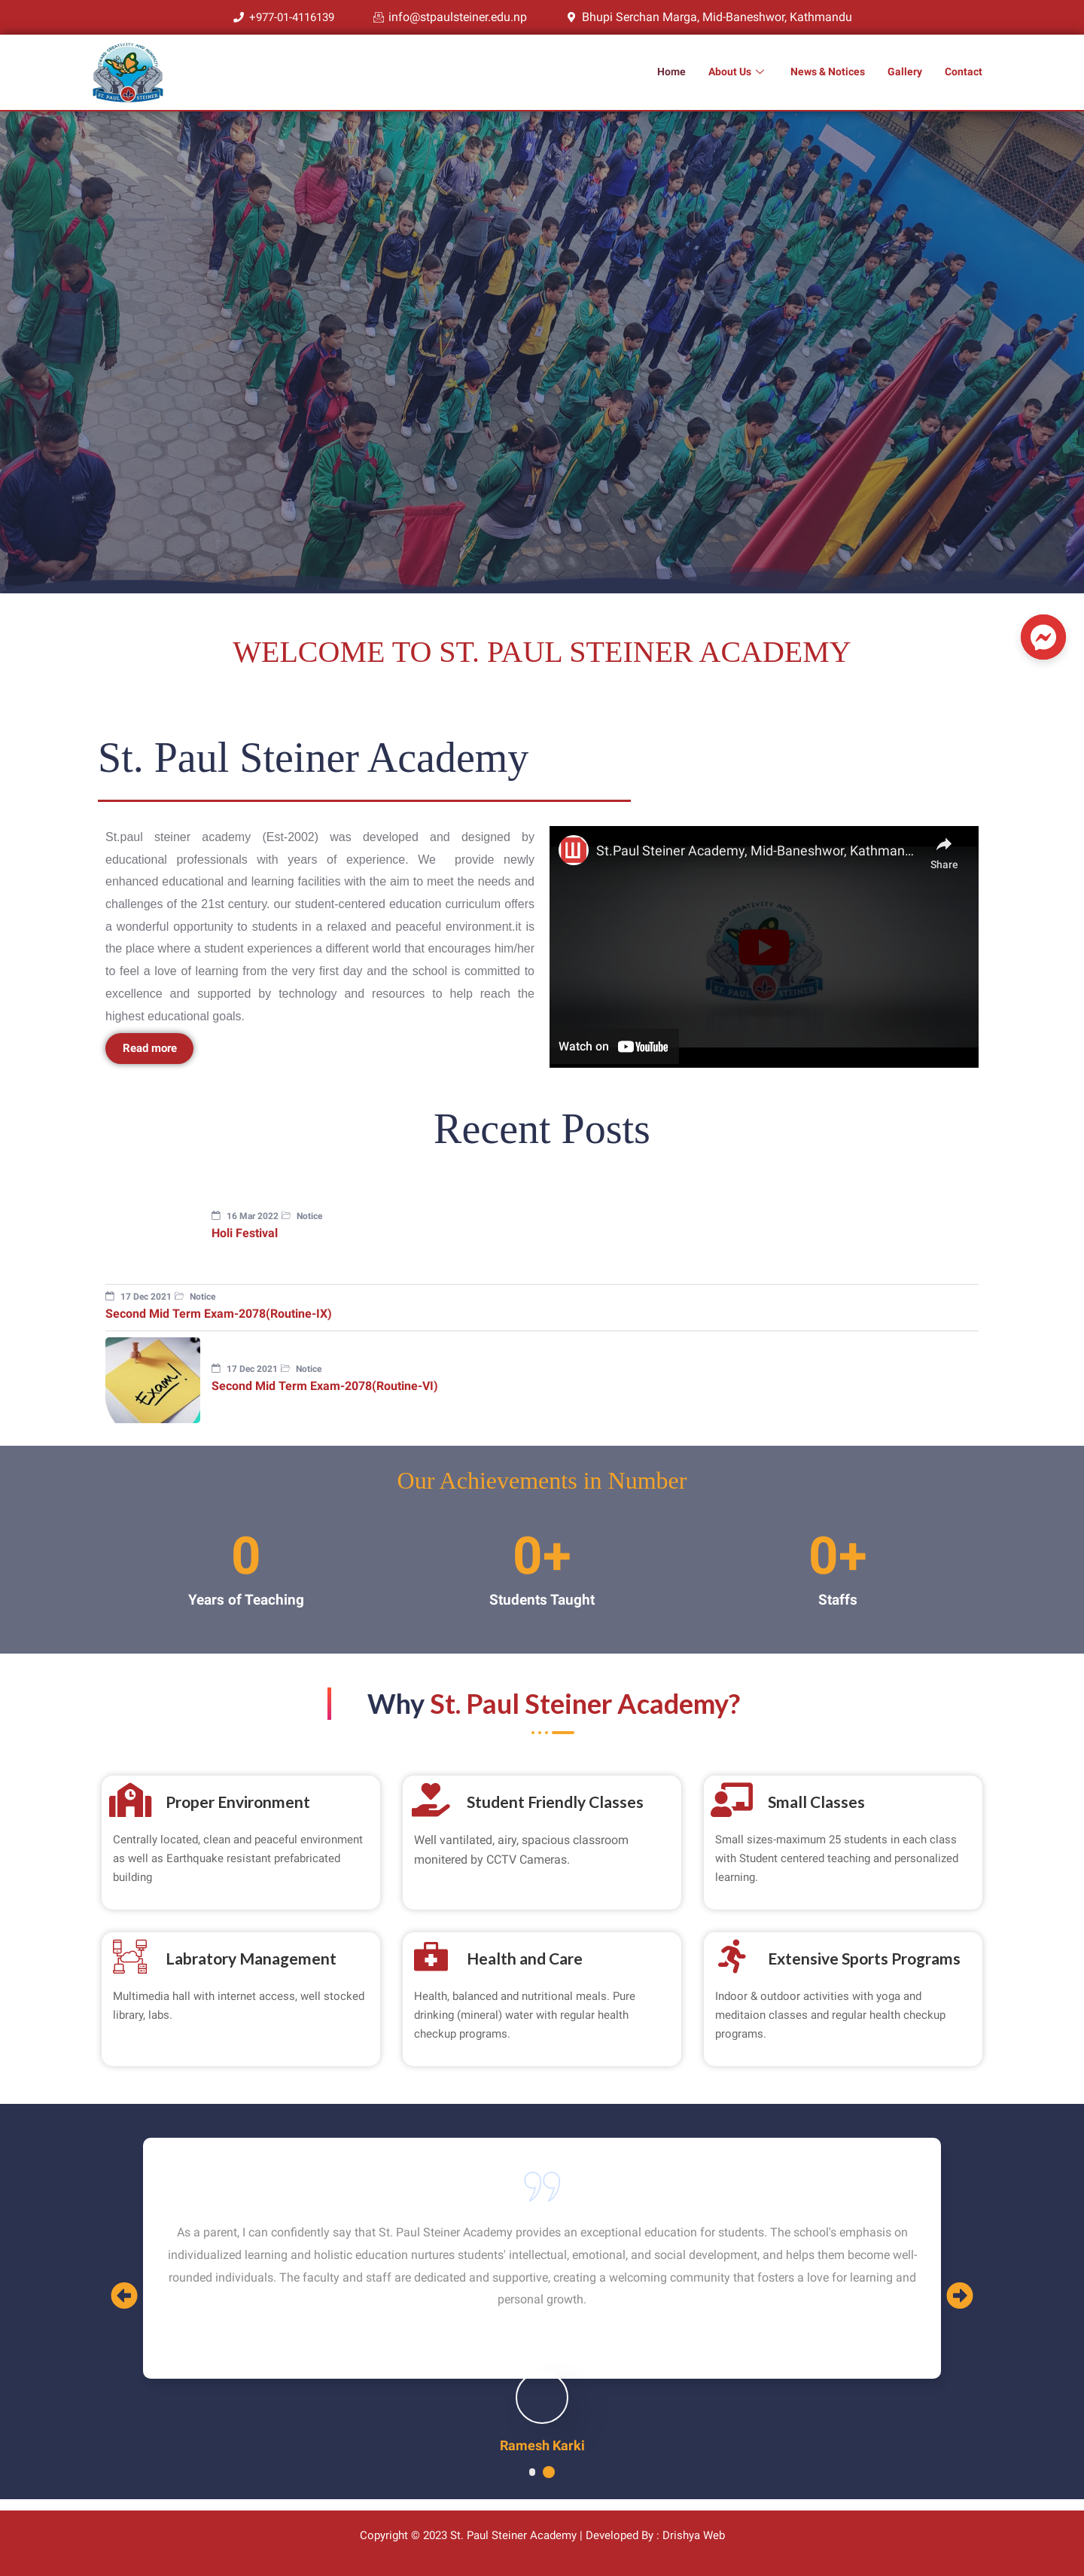 +977-01-4116139 info@stpaulsteiner.edu.np Bhupi Serchan Marga, Mid-Baneshwor, Kathmandu
ST. PAUL STEINER
Home About Us News & Notices Gallery Contact
WELCOME TO ST. PAUL STEINER ACADEMY
St. Paul Steiner Academy
St.paul steiner academy (Est-2002) was developed and designed by
educational professionals with years of experience. We provide newly
enhanced educational and learning facilities with the aim to meet the needs and
challenges of the 21st century. our student-centered education curriculum offers
a wonderful opportunity to students in a relaxed and peaceful environment.it is
the place where a student experiences a different world that encourages him/her
to feel a love of learning from the very first day and the school is committed to
excellence and supported by technology and resources to help reach the
highest educational goals.
Read more
St.Paul Steiner Academy, Mid-Baneshwor, Kathman...
Share
ST. PAUL STEINER
Watch on YouTube
Recent Posts
16 Mar 2022 Notice
Holi Festival
17 Dec 2021 Notice
Second Mid Term Exam-2078(Routine-IX)
Exam!
17 Dec 2021 Notice
Second Mid Term Exam-2078(Routine-VI)
Our Achievements in Number
0 0+ 0+
Years of Teaching Students Taught Staffs
Why St. Paul Steiner Academy?
Proper Environment
Centrally located, clean and peaceful environment
as well as Earthquake resistant prefabricated
building
Student Friendly Classes
Well vantilated, airy, spacious classroom
monitered by CCTV Cameras.
Small Classes
Small sizes-maximum 25 students in each class
with Student centered teaching and personalized
learning.
Labratory Management
Multimedia hall with internet access, well stocked
library, labs.
Health and Care
Health, balanced and nutritional meals. Pure
drinking (mineral) water with regular health
checkup programs.
Extensive Sports Programs
Indoor & outdoor activities with yoga and
meditaion classes and regular health checkup
programs.
As a parent, I can confidently say that St. Paul Steiner Academy provides an exceptional education for students. The school's emphasis on
individualized learning and holistic education nurtures students' intellectual, emotional, and social development, and helps them become well-
rounded individuals. The faculty and staff are dedicated and supportive, creating a welcoming community that fosters a love for learning and
personal growth.
Ramesh Karki
Copyright © 2023 St. Paul Steiner Academy | Developed By : Drishya Web